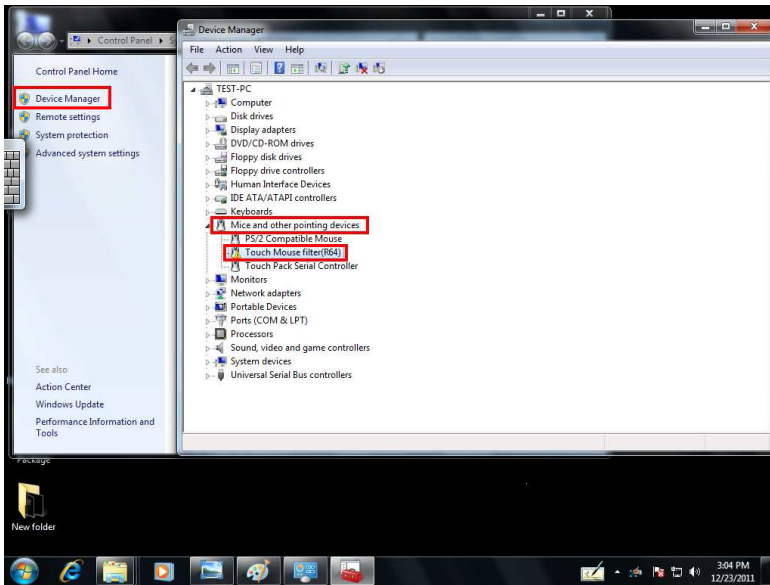 Control Panel
Control Panel Home
Device Manager
Remote settings
System protection
Advanced system settings
See also
Action Center
Windows Update
Performance Information and
Tools
Device Manager
File Action View Help
TEST-PC
Computer
Disk drives
Display adapters
DVD/CD-ROM drives
Floppy disk drives
Floppy drive controllers
Human Interface Devices
IDE ATA/ATAPI controllers
Keyboards
Mice and other pointing devices
PS/2 Compatible Mouse
Touch Mouse filter(R64)
Touch Pack Serial Controller
Monitors
Network adapters
Portable Devices
Ports (COM & LPT)
Processors
Sound, video and game controllers
System devices
Universal Serial Bus controllers
Package
New folder
3:04 PM
12/23/2011